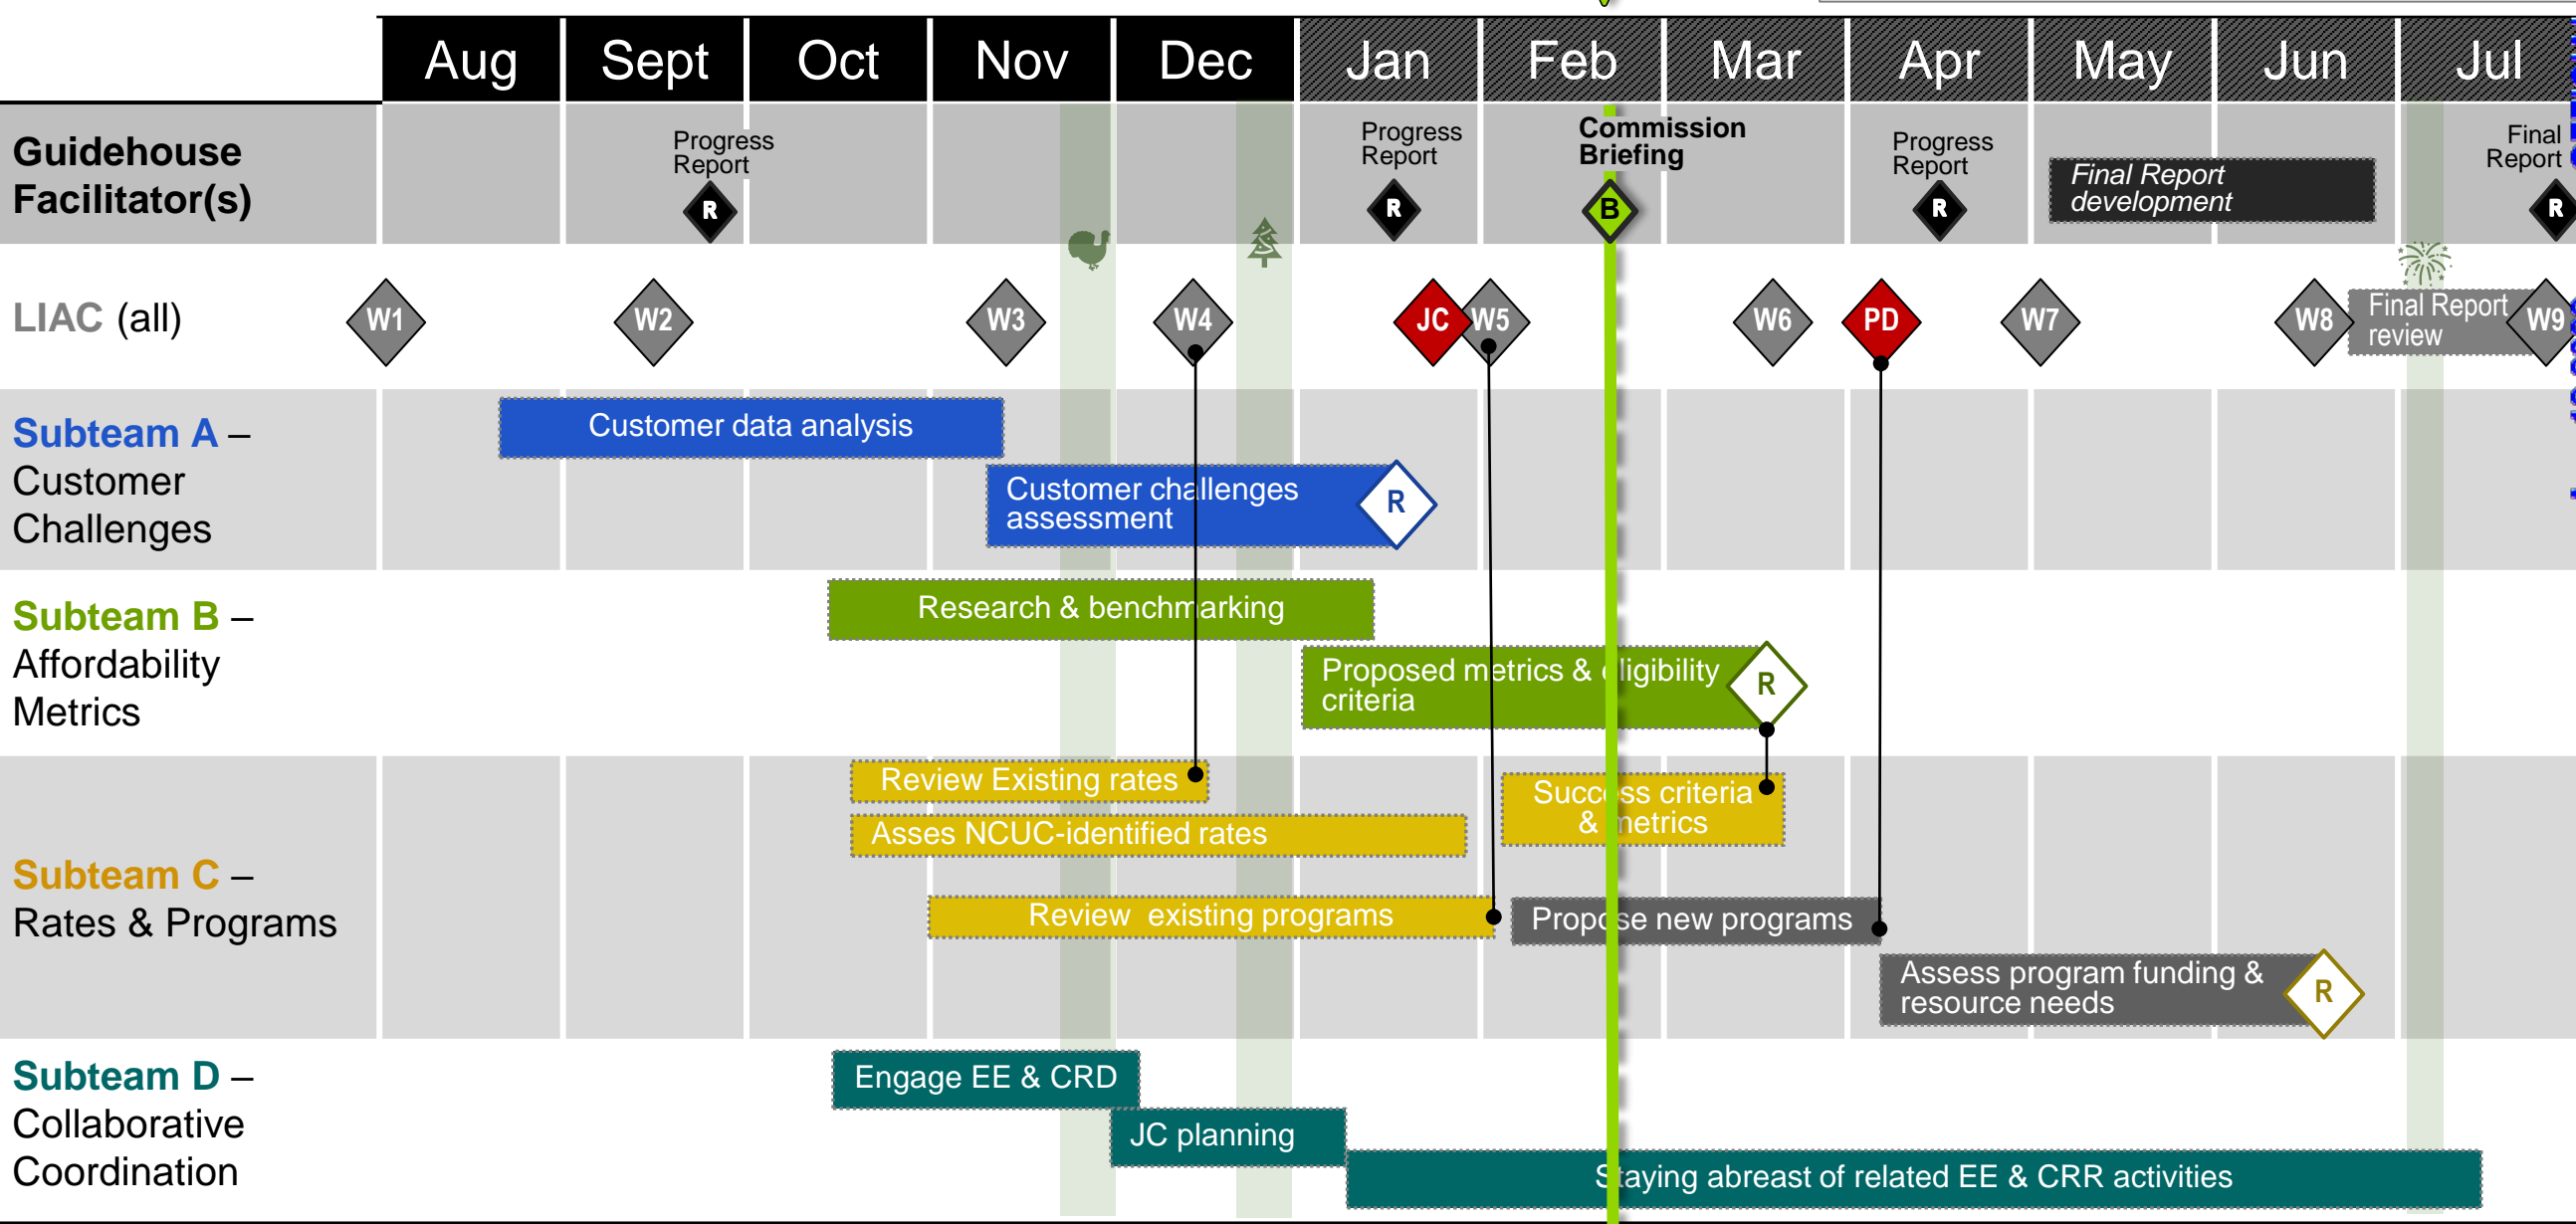 Aug Sept Oct Nov Dec Jan Feb Mar Apr May Jun Jul
Guidehouse
Facilitator(s)
Progress
Report
R
Progress
Report
R
Commission
Briefing
B
Progress
Report
R
Final Report
development
Final
Report
R
LIAC (all)
W1
W2
W3
W4
JC
W5
W6
PD
W7
W8
Final Report
review
W9
Subteam A –
Customer
Challenges
Customer data analysis
Customer challenges
assessment
R
Subteam B –
Affordability
Metrics
Research & benchmarking
Proposed metrics & eligibility
criteria
R
Subteam C –
Rates & Programs
Review Existing rates
Asses NCUC-identified rates
Success criteria
& metrics
Review  existing programs
Propose new programs
Assess program funding &
resource needs
R
Subteam D –
Collaborative
Coordination
Engage EE & CRD
JC planning
Staying abreast of related EE & CRR activities